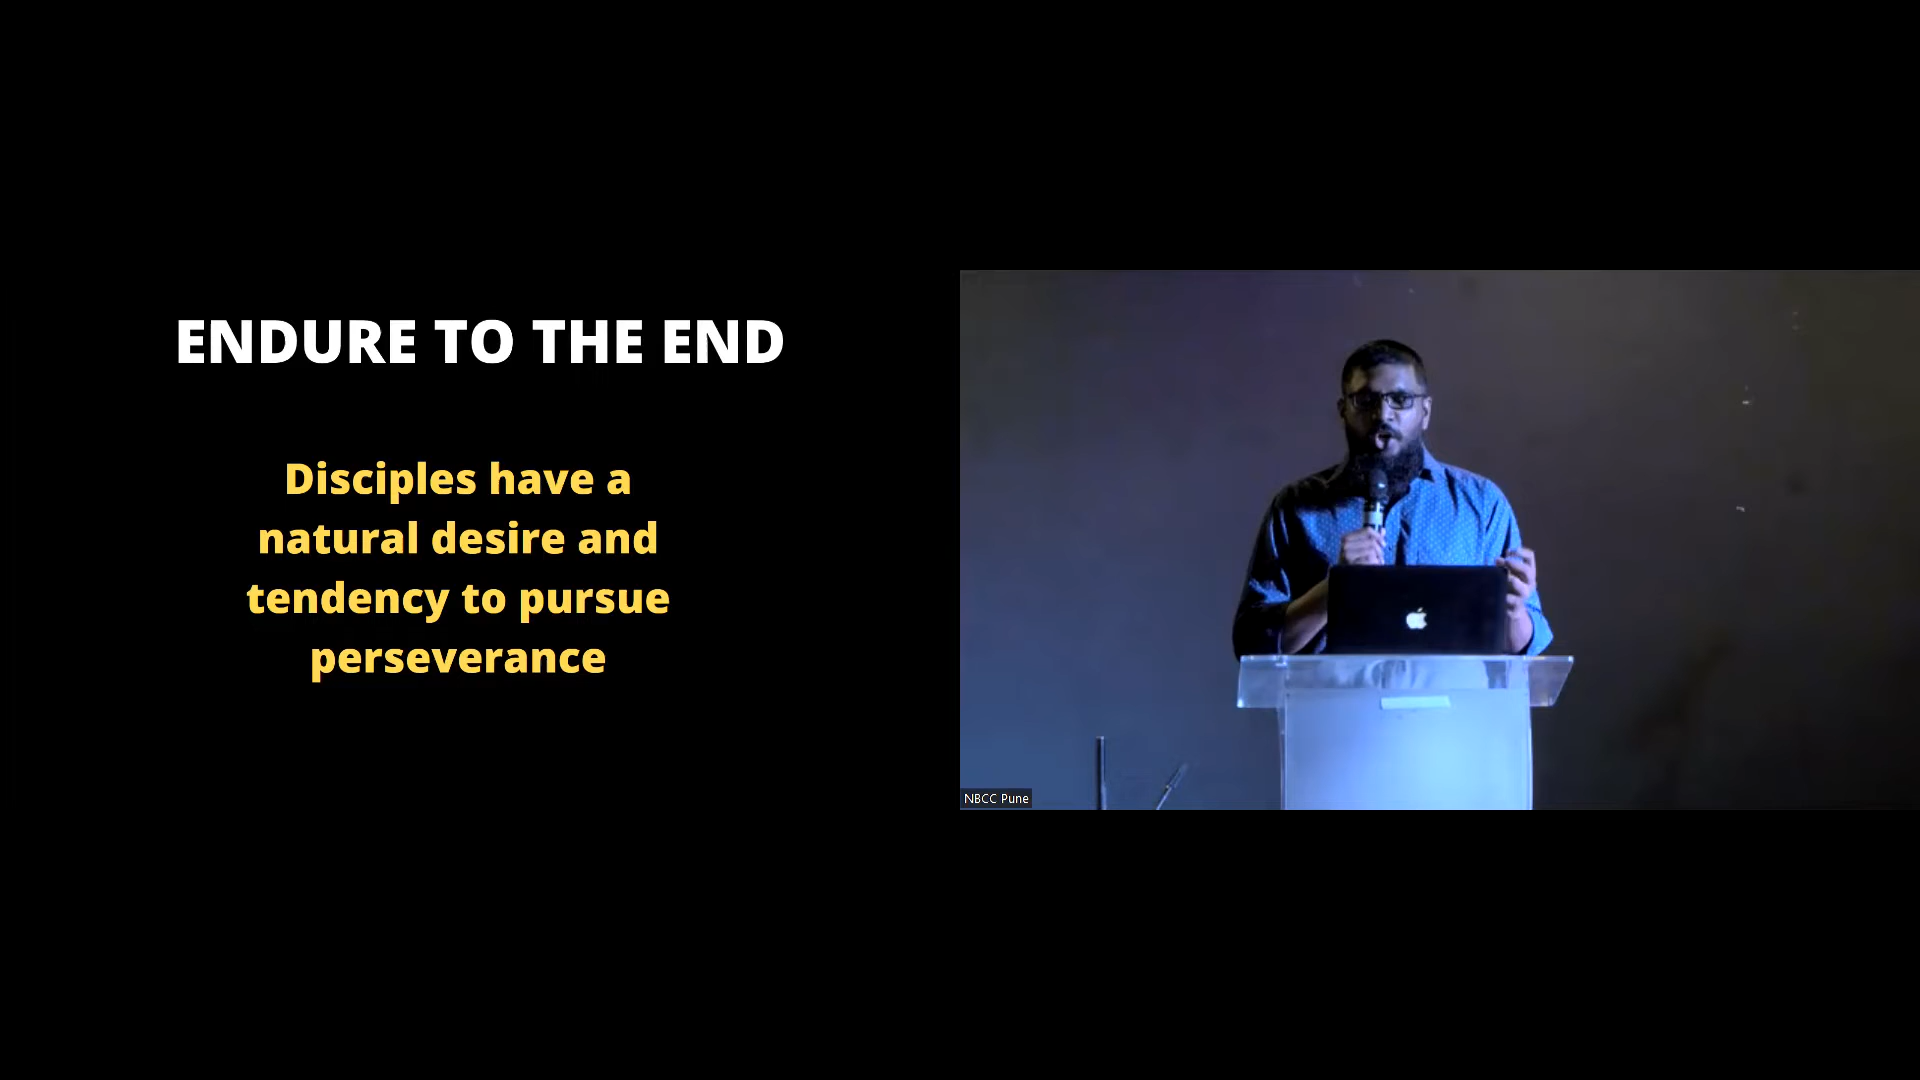 ENDURE TO THE END
Disciples have a
natural desire and
tendency to pursue
perseverance
NBCC Pune